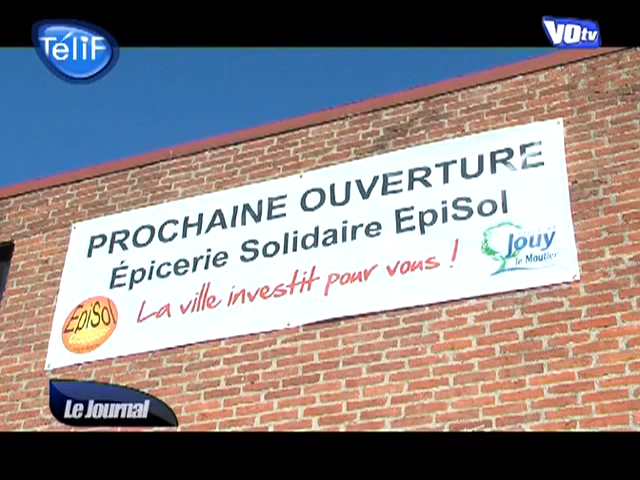 TéliF
VOtv
PROCHAINE OUVERTURE
Épicerie Solidaire EpiSol
EpiSol
La ville investit pour vous !
Jouy
le Moutier
Le Journal